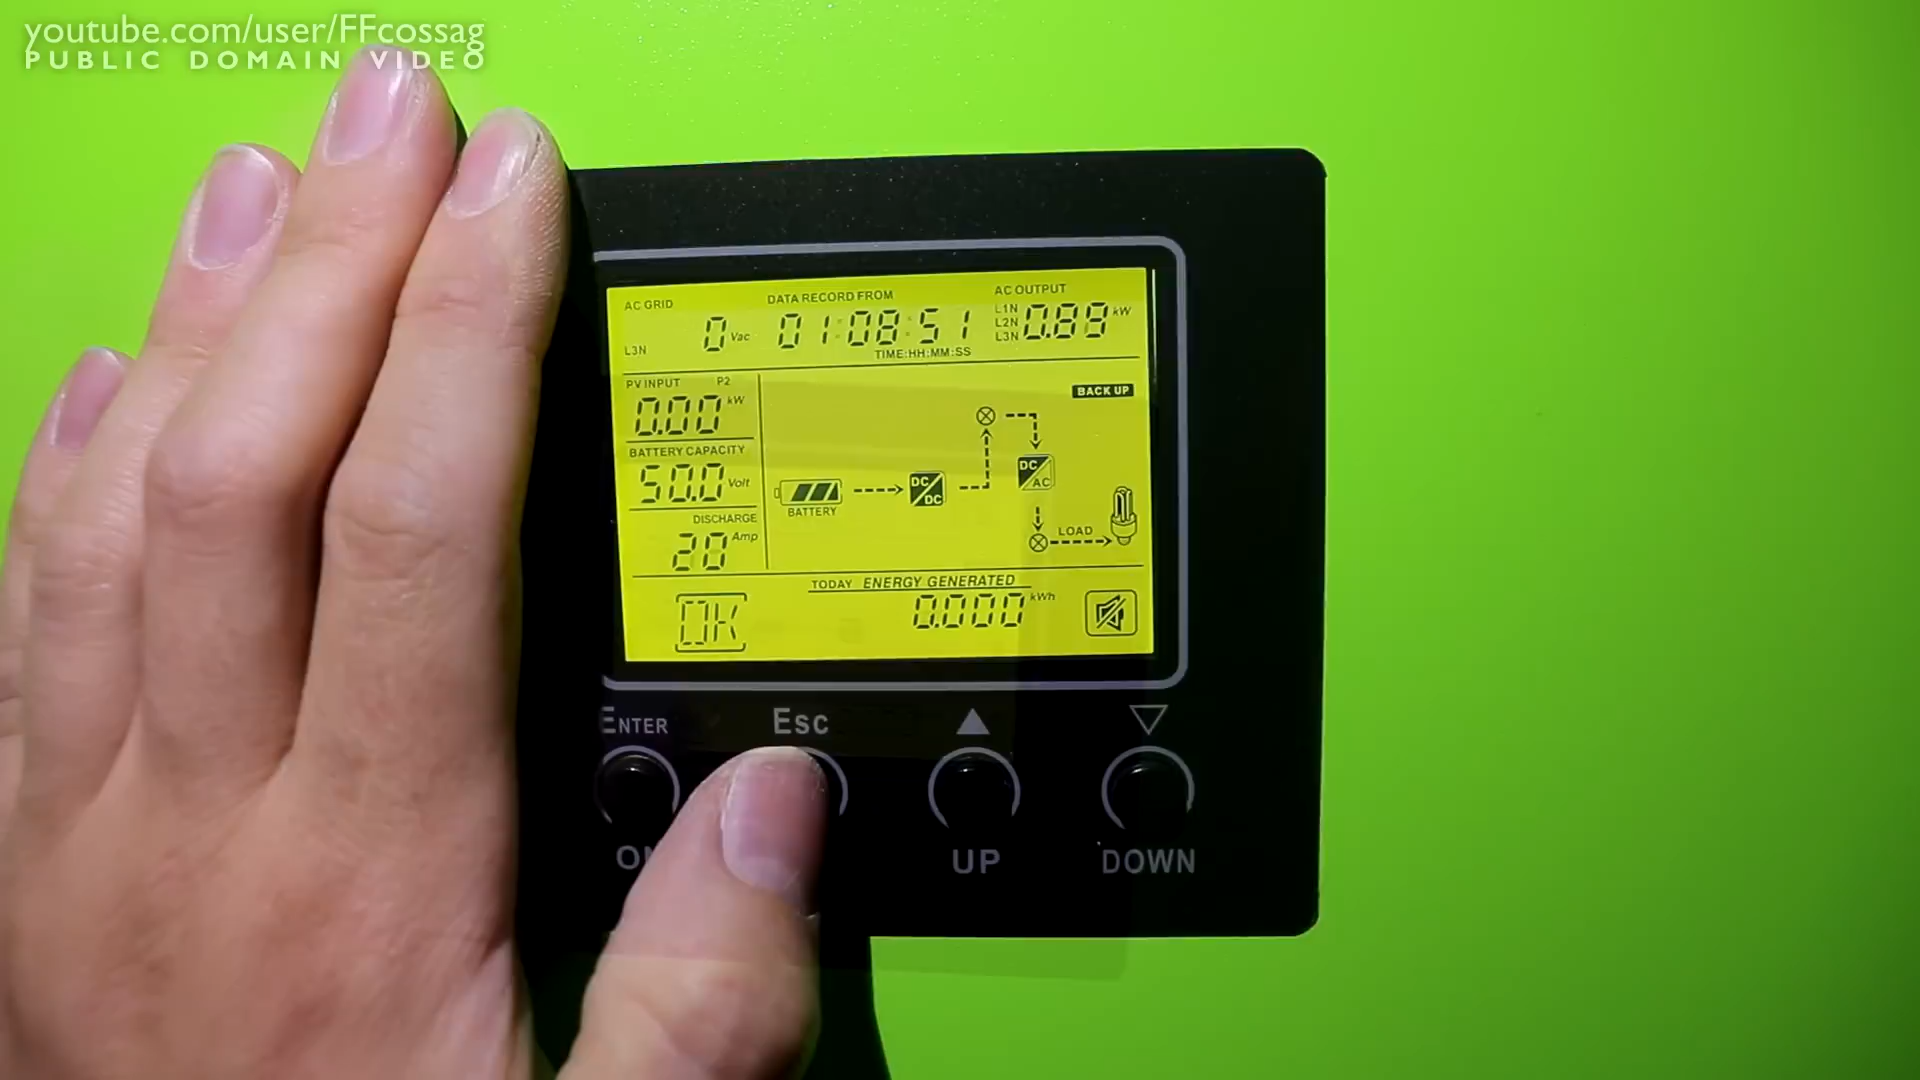 youtube.com/user/FFcossag
PUBLIC DOMAIN VIDEO
AC GRID
L3N
0 Vac
DATA RECORD FROM
01:08:51
TIME:HH:MM:SS
AC OUTPUT
L1N
L2N
L3N
0.89 kW
PV INPUT P2
0.00 kW
BATTERY CAPACITY
50.0 Volt
DISCHARGE
20 Amp
BACK UP
BATTERY
DC
DC
DC
AC
LOAD
OK
TODAY ENERGY GENERATED
0.000 kWh
ENTER
Esc
UP
DOWN